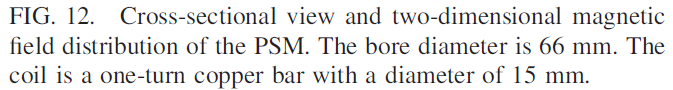 FIG. 12. Cross-sectional view and two-dimensional magnetic
field distribution of the PSM. The bore diameter is 66 mm. The
coil is a one-turn copper bar with a diameter of 15 mm.